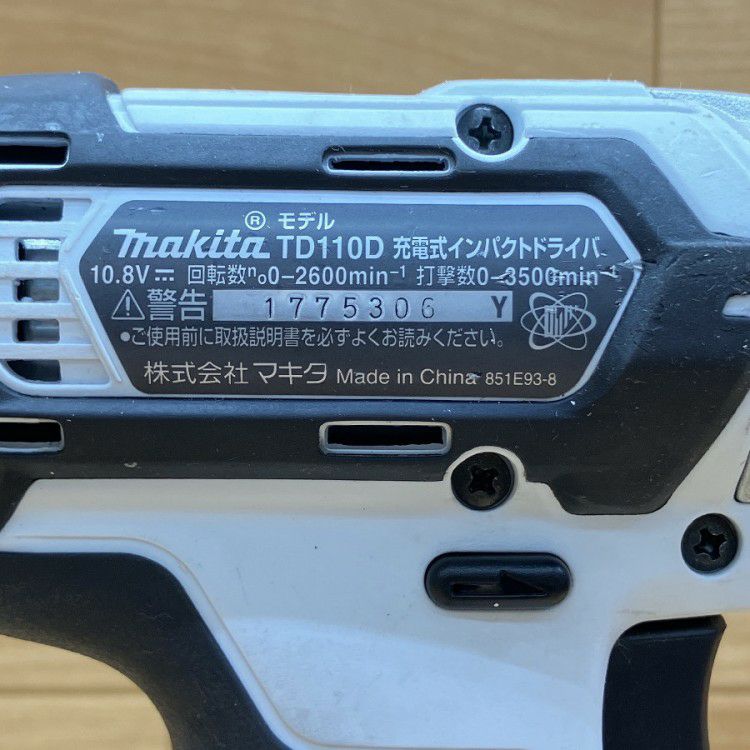 ® モデル
makita TD110D 充電式インパクトドライバ
10.8V⎓ 回転数n₀0-2600min⁻¹ 打撃数0-3500min⁻¹
⚠警告 1775306 Y
•ご使用前に取扱説明書を必ずよくお読みください。
株式会社 マキタ Made in China 851E93-8